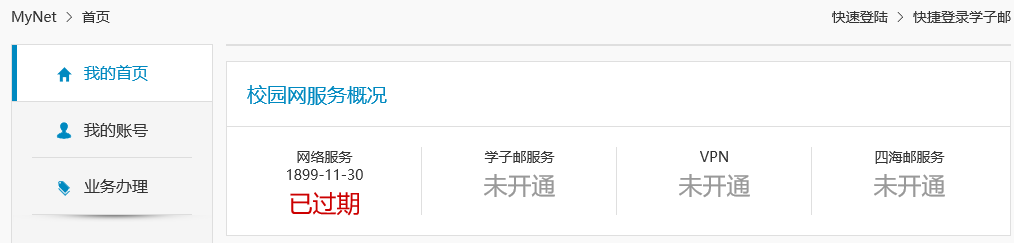 MyNet > 首页
快速登陆 > 快捷登录学子邮
我的首页
我的账号
业务办理
校园网服务概况
网络服务
1899-11-30
已过期
学子邮服务
未开通
VPN
未开通
四海邮服务
未开通